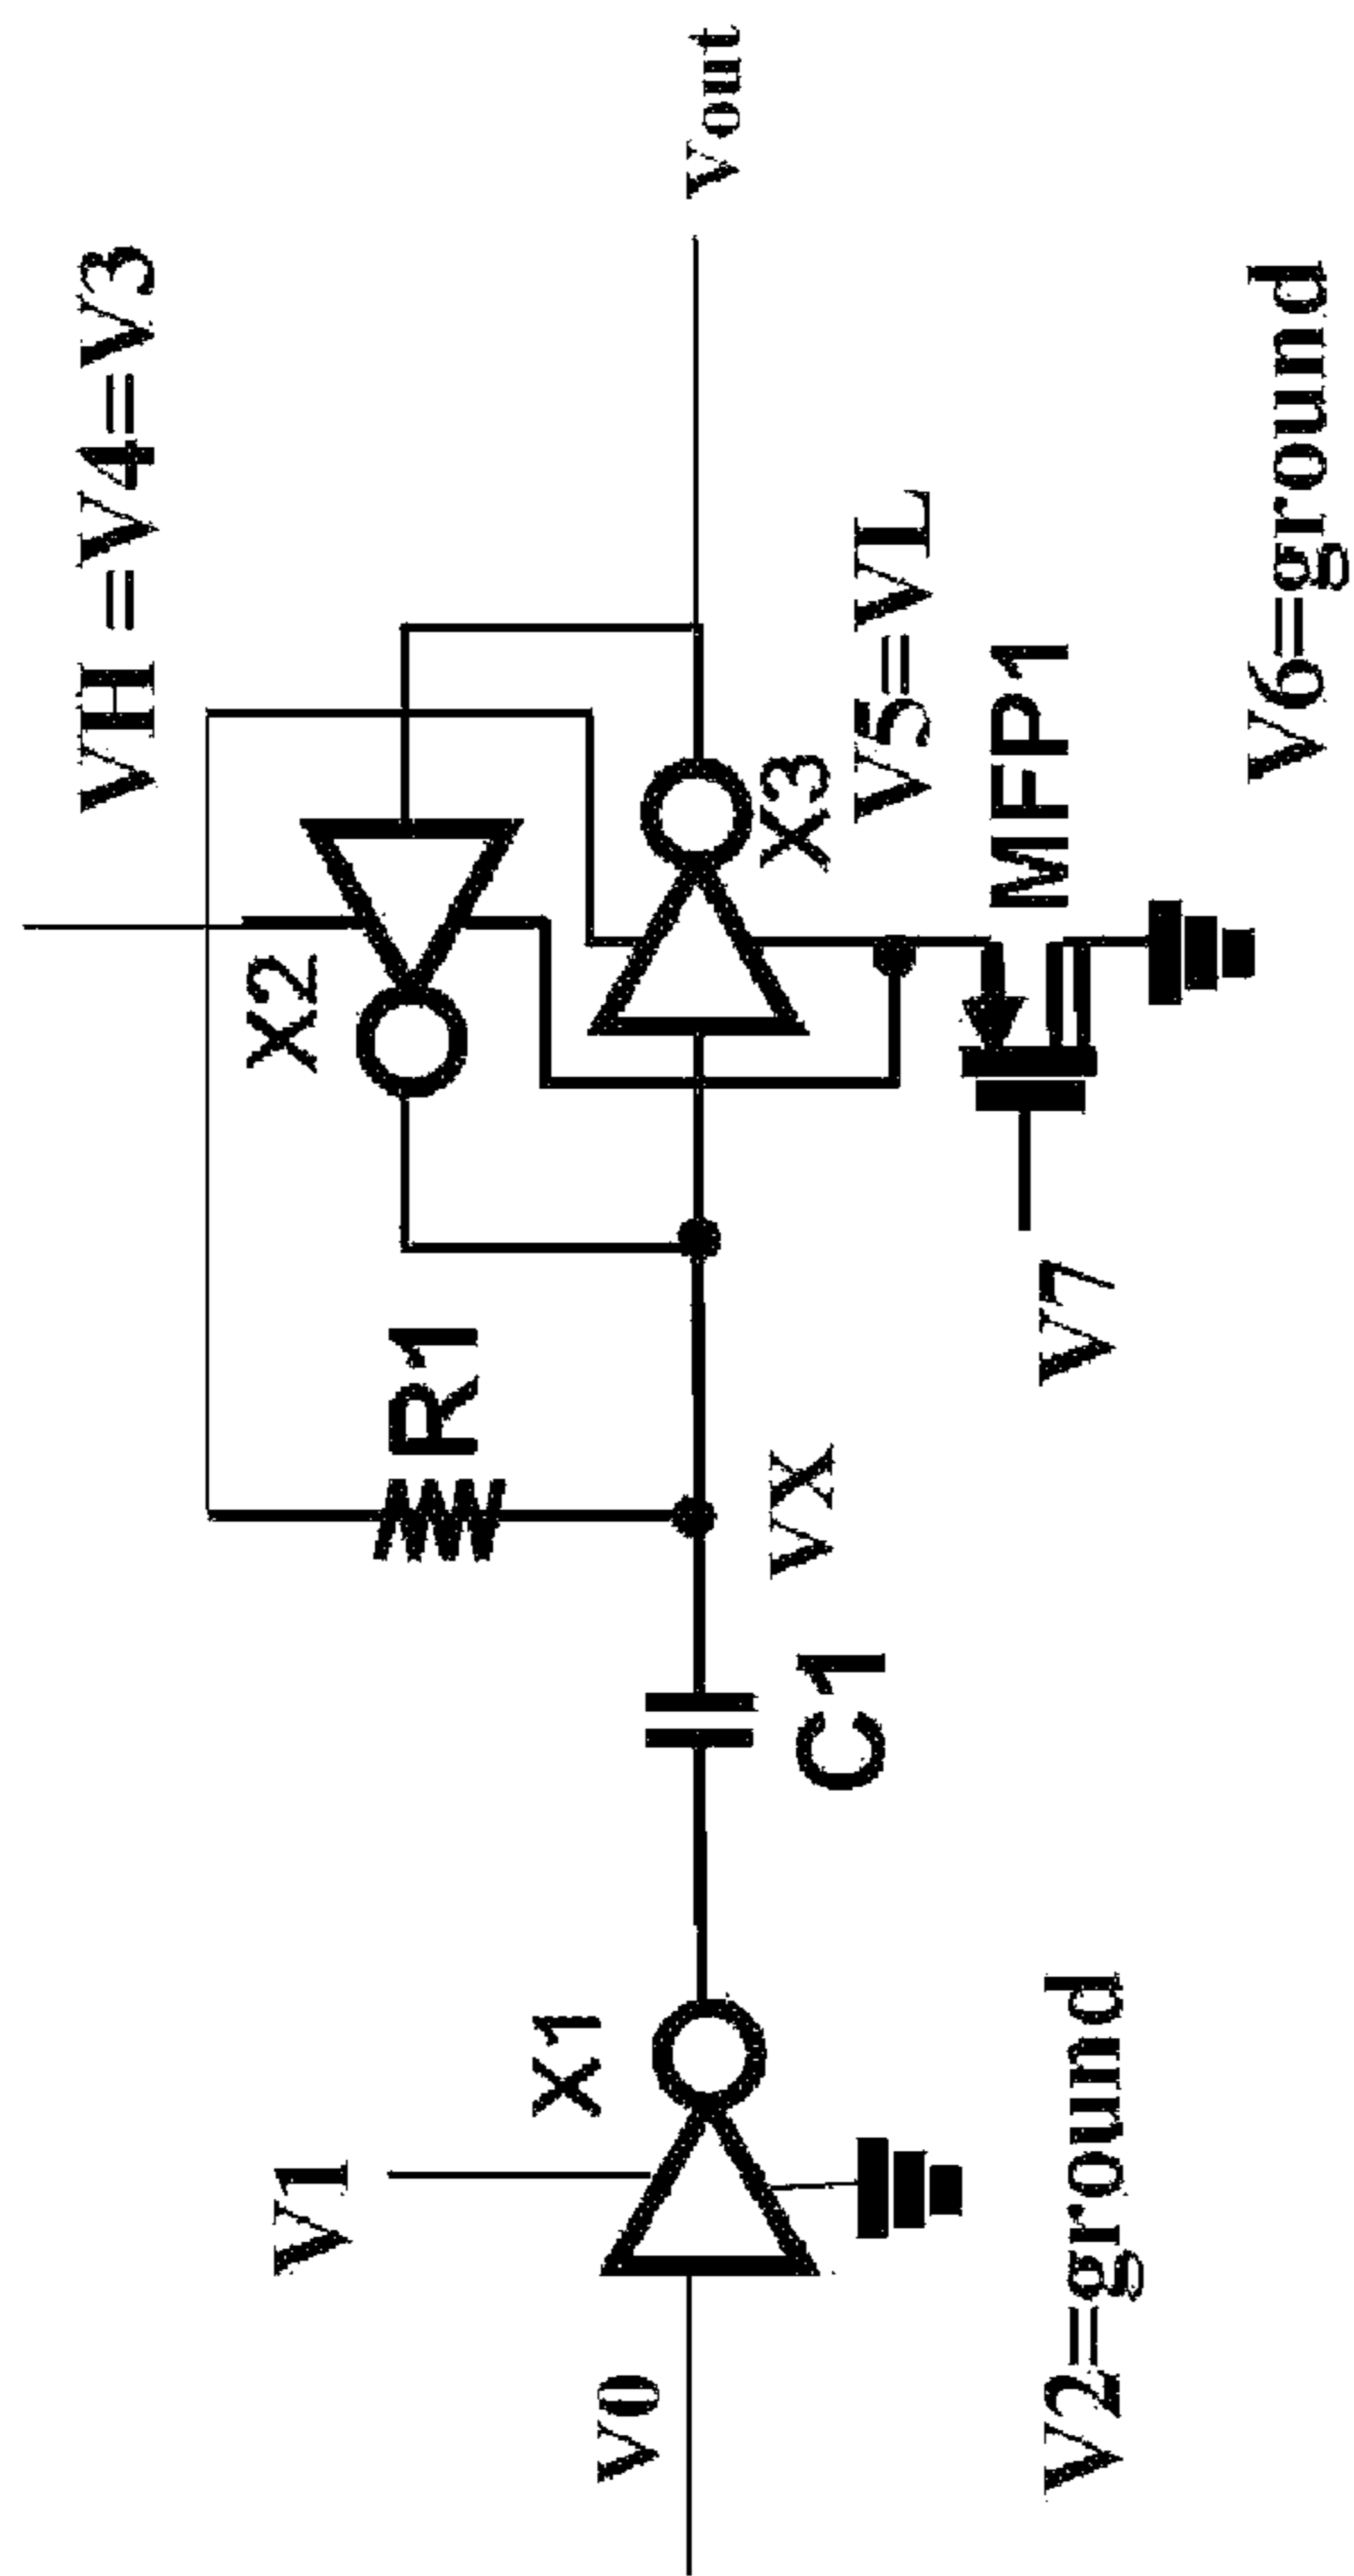 VH =V4=V3
V1
X2
X1
R1
V0
Vout
C1
VX
X3
V5=VL
MFP1
V7
V2=ground
V6=ground